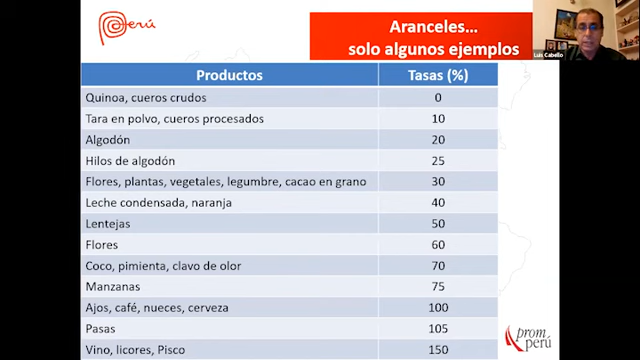 Perú
Aranceles...
solo algunos ejemplos
Luis Cabello
Productos Tasas (%)
Quinoa, cueros crudos 0
Tara en polvo, cueros procesados 10
Algodón 20
Hilos de algodón 25
Flores, plantas, vegetales, legumbre, cacao en grano 30
Leche condensada, naranja 40
Lentejas 50
Flores 60
Coco, pimienta, clavo de olor 70
Manzanas 75
Ajos, café, nueces, cerveza 100
Pasas 105
Vino, licores, Pisco 150
prom
perú